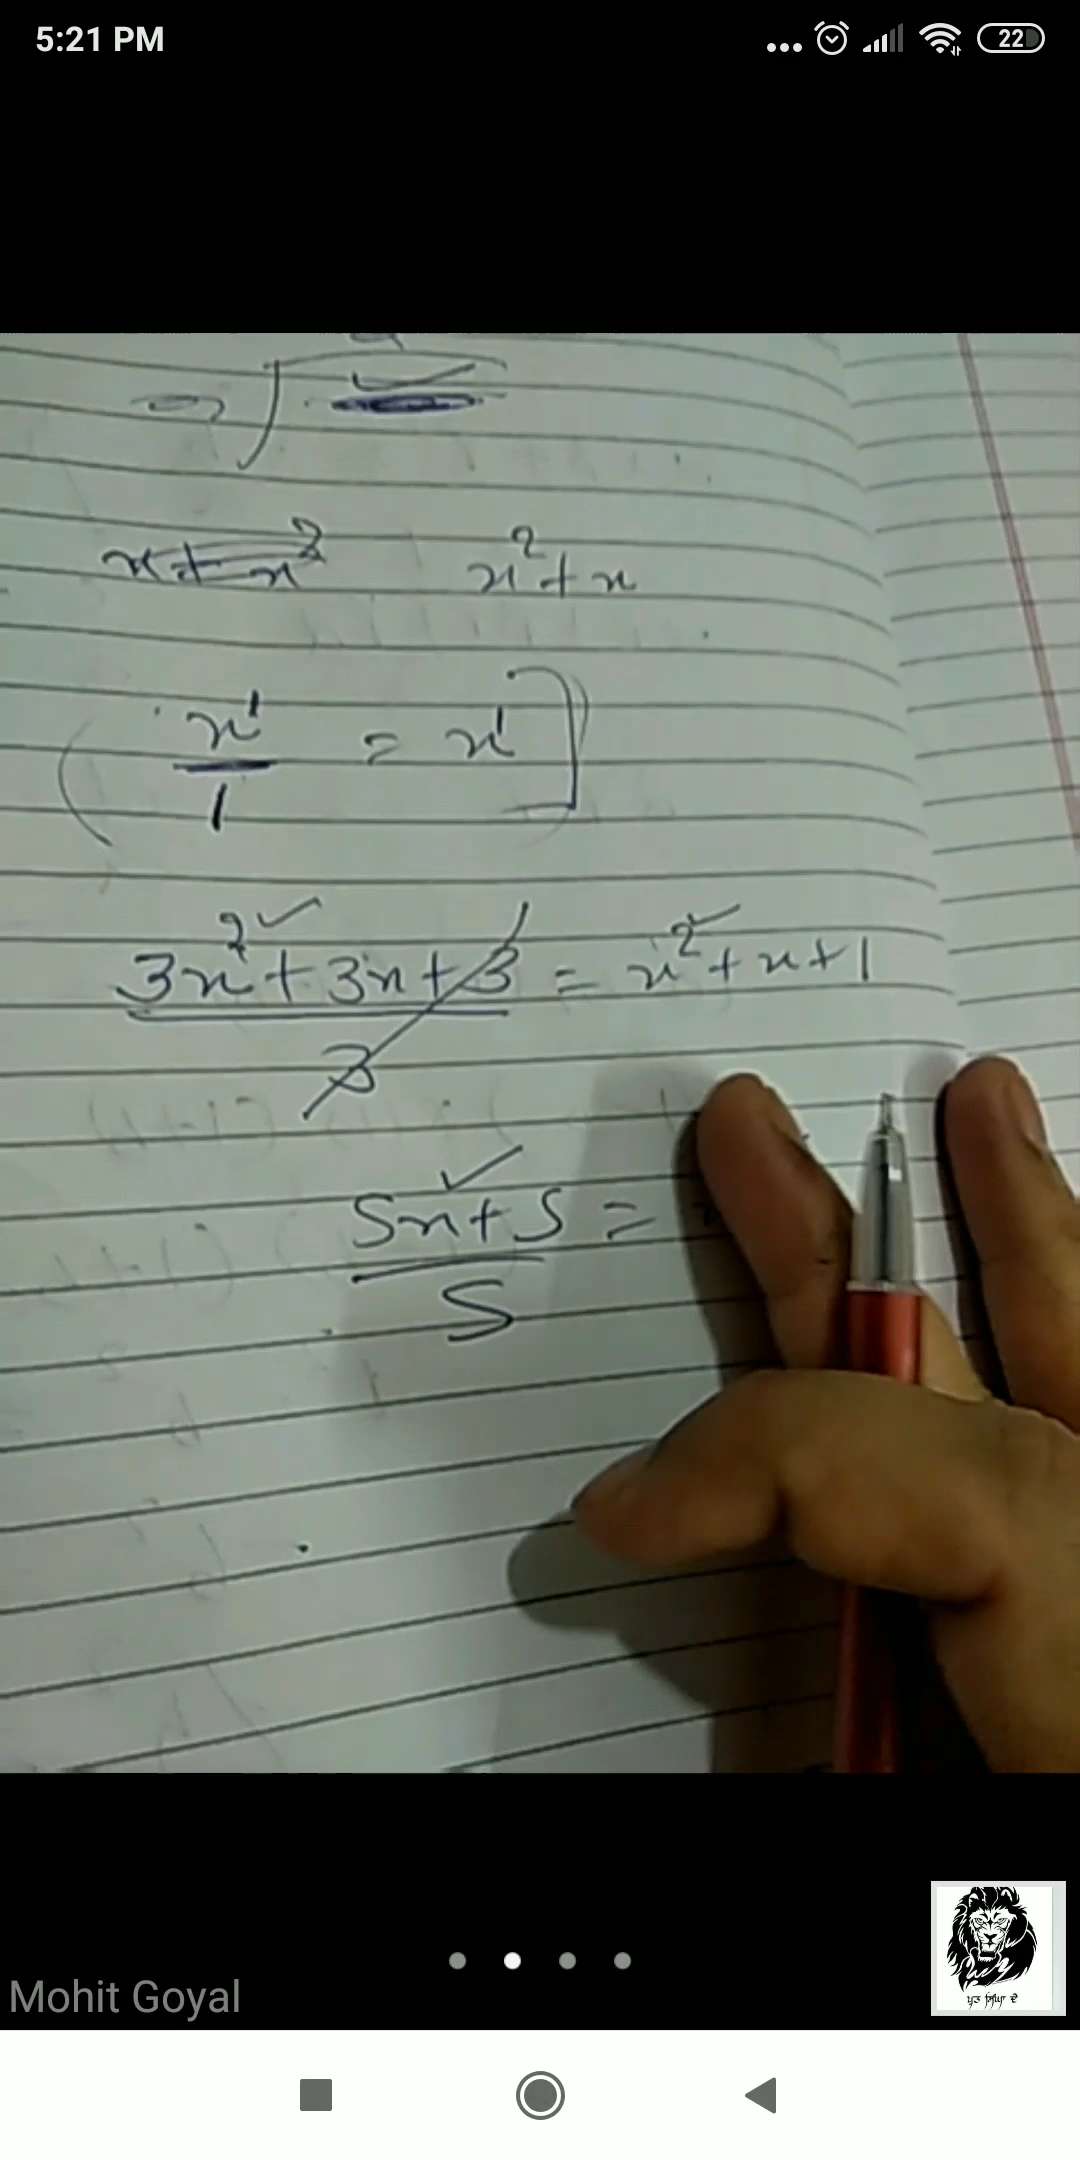 5:21 PM
22
x + x²
x² + x
x¹/1 = x¹
3x² + 3x + 3 / 3 = x² + x + 1
5x + 5 / 5 =
Mohit Goyal